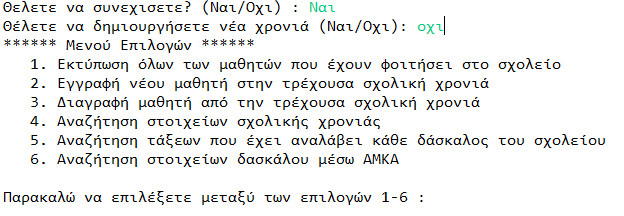 Θελετε να συνεχισετε? (Ναι/Οχι) : Ναι
Θέλετε να δημιουργήσετε νέα χρονιά (Ναι/Οχι): οχι
****** Μενού Επιλογών ******
1. Εκτύπωση όλων των μαθητών που έχουν φοιτήσει στο σχολείο
2. Εγγραφή νέου μαθητή στην τρέχουσα σχολική χρονιά
3. Διαγραφή μαθητή από την τρέχουσα σχολική χρονιά
4. Αναζήτηση στοιχείων σχολικής χρονιάς
5. Αναζήτηση τάξεων που έχει αναλάβει κάθε δάσκαλος του σχολείου
6. Αναζήτηση στοιχείων δασκάλου μέσω ΑΜΚΑ
Παρακαλώ να επιλέξετε μεταξύ των επιλογών 1-6 :